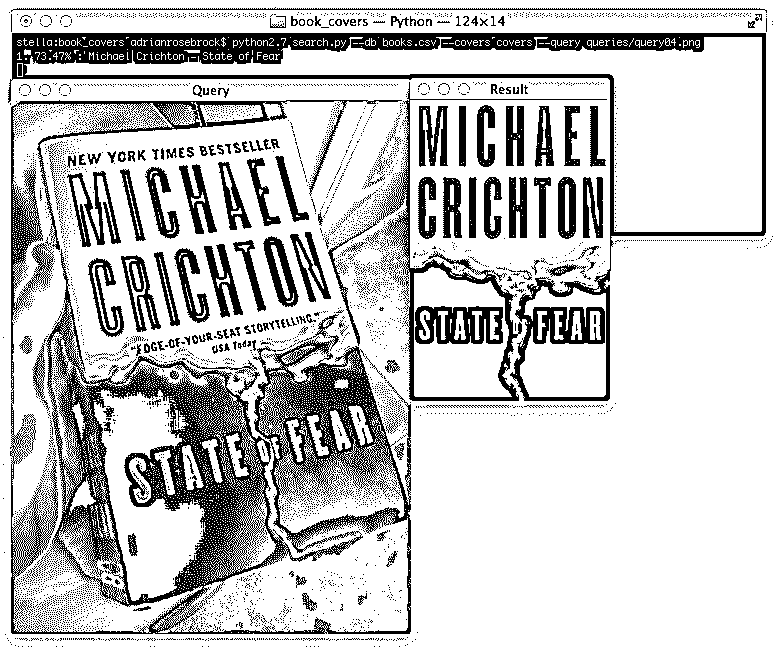 book_covers — Python — 124×14
stella:book_covers adrianrosebrock$ python2.7 search.py --db books.csv --covers covers --query queries/query04.png
1. 73.47% : Michael Crichton - State of Fear
Query
NEW YORK TIMES BESTSELLER
MICHAEL
CRICHTON
"EDGE-OF-YOUR-SEAT STORYTELLING."
USA Today
STATE OF FEAR
Result
MICHAEL
CRICHTON
STATE OF FEAR